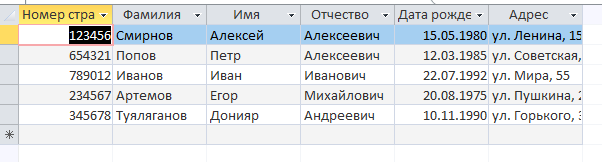 Номер стра Фамилия Имя Отчество Дата рожде Адрес
123456 Смирнов Алексей Алексеевич 15.05.1980 ул. Ленина, 15
654321 Попов Петр Алексеевич 12.03.1985 ул. Советская,
789012 Иванов Иван Иванович 22.07.1992 ул. Мира, 55
234567 Артемов Егор Михайлович 20.08.1975 ул. Пушкина, 2
345678 Туяляганов Донияр Андреевич 10.11.1990 ул. Горького, 3